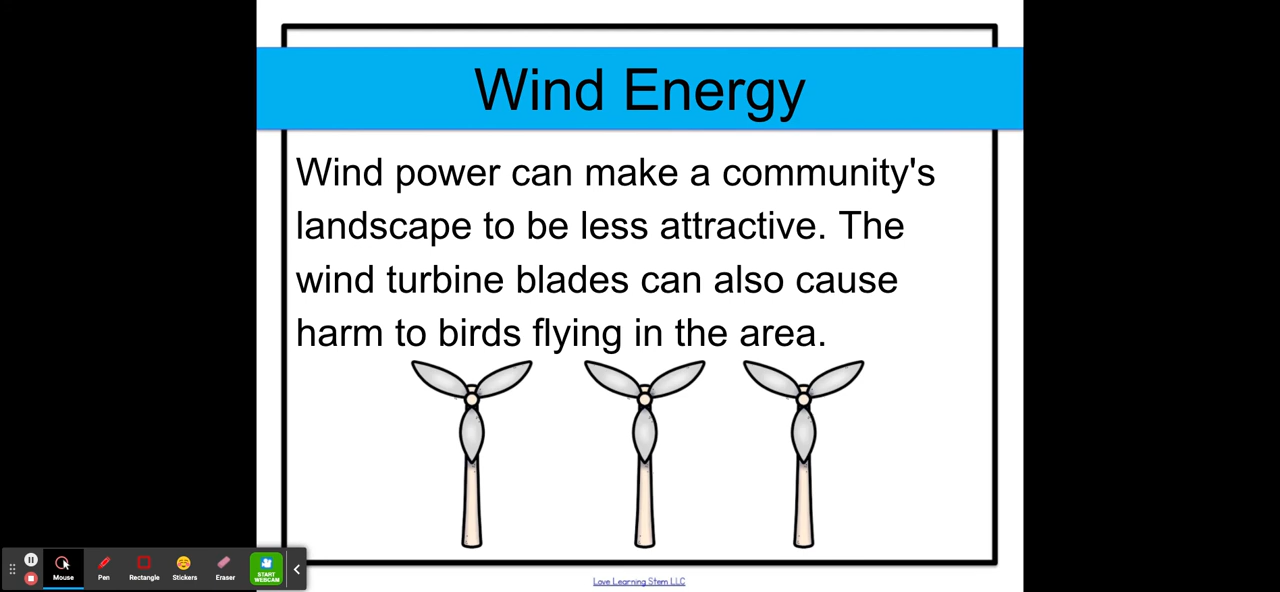 Wind Energy
Wind power can make a community's
landscape to be less attractive. The
wind turbine blades can also cause
harm to birds flying in the area.
Mouse
Pen
Rectangle
Stickers
Eraser
START
WEBCAM
Love Learning Stem LLC